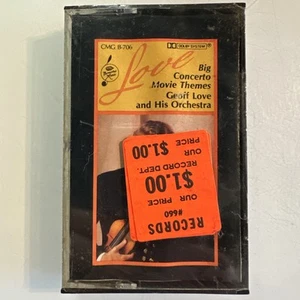 CMG 8-706
DOLBY SYSTEM
Love
Big
Concerto
Movie Themes
Geoff Love
and His Orchestra
RECORDS
#660
OUR PRICE
$1.00
RECORD DEPT.
OUR PRICE
$1.00